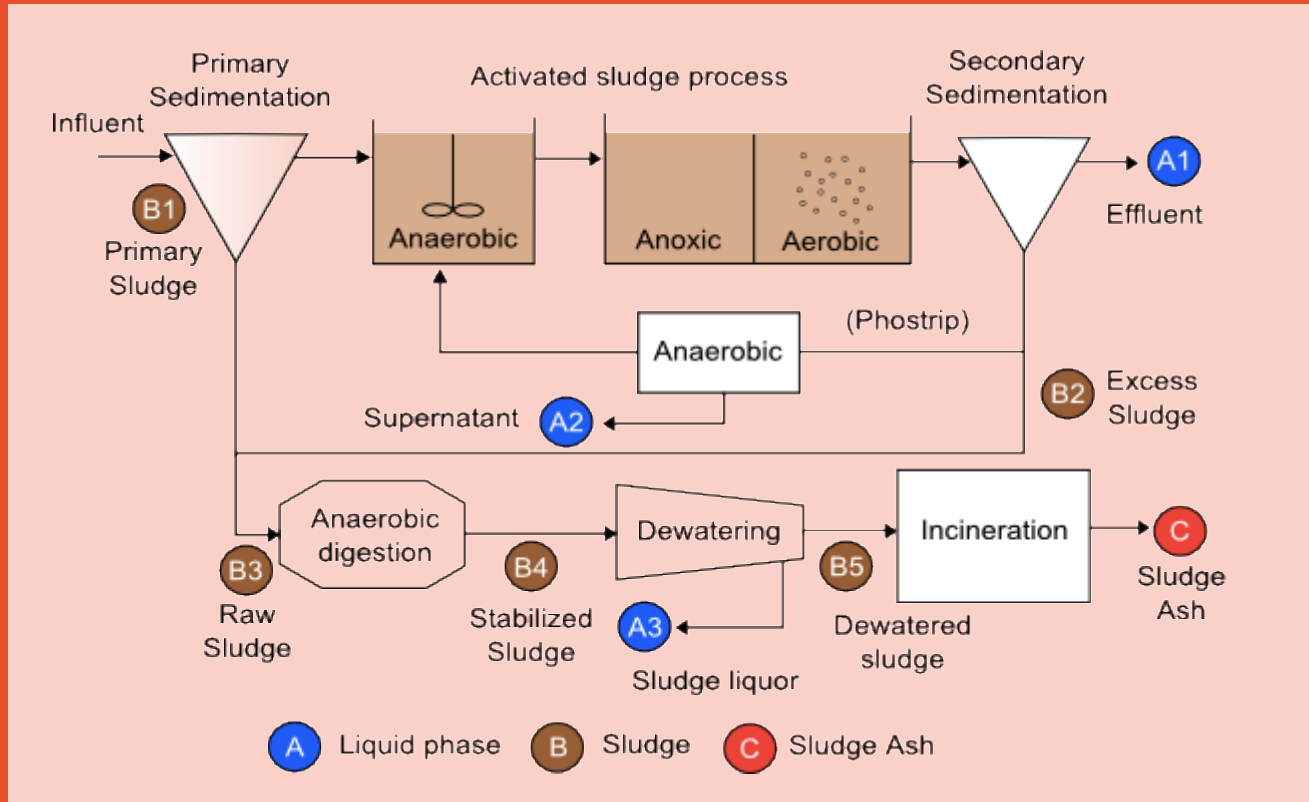 Primary
Sedimentation
Activated sludge process
Secondary
Sedimentation
Influent
B1
Primary
Sludge
Anaerobic
Anoxic
Aerobic
A1
Effluent
(Phostrip)
Anaerobic
B2
Excess
Sludge
Supernatant
A2
Anaerobic
digestion
Dewatering
Incineration
C
Sludge
Ash
B3
Raw
Sludge
B4
Stabilized
Sludge
A3
Sludge liquor
B5
Dewatered
sludge
A Liquid phase
B Sludge
C Sludge Ash